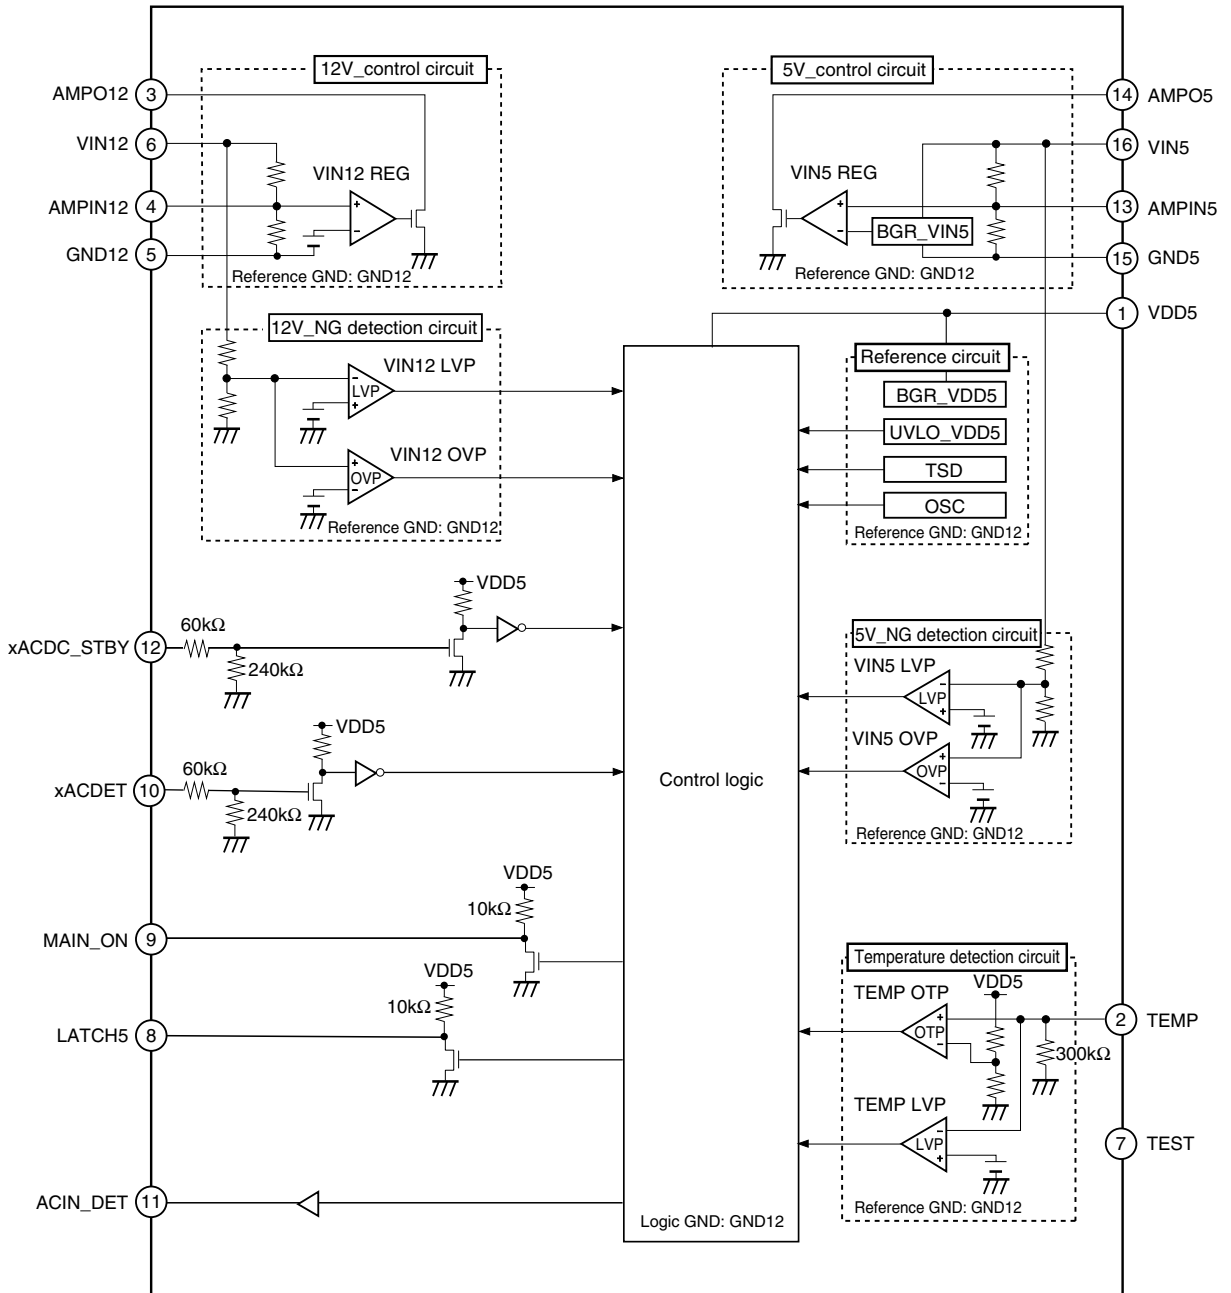 12V_control circuit
5V_control circuit
AMPO12 3
14 AMPO5
VIN12 6
16 VIN5
VIN12 REG
VIN5 REG
AMPIN12 4
+
+
13 AMPIN5
−
−
BGR_VIN5
GND12 5
15 GND5
Reference GND: GND12
Reference GND: GND12
1 VDD5
12V_NG detection circuit
Reference circuit
VIN12 LVP
−
LVP
+
BGR_VDD5
UVLO_VDD5
VIN12 OVP
+
OVP
−
TSD
OSC
Reference GND: GND12
Reference GND: GND12
VDD5
60kΩ
xACDC_STBY 12
240kΩ
5V_NG detection circuit
VIN5 LVP
−
LVP
+
VDD5
VIN5 OVP
+
OVP
−
60kΩ
xACDET 10
240kΩ
Control logic
Reference GND: GND12
VDD5
10kΩ
MAIN_ON 9
Temperature detection circuit
VDD5
10kΩ
TEMP OTP
VDD5
LATCH5 8
+
OTP
−
2 TEMP
300kΩ
TEMP LVP
−
LVP
+
7 TEST
ACIN_DET 11
Reference GND: GND12
Logic GND: GND12